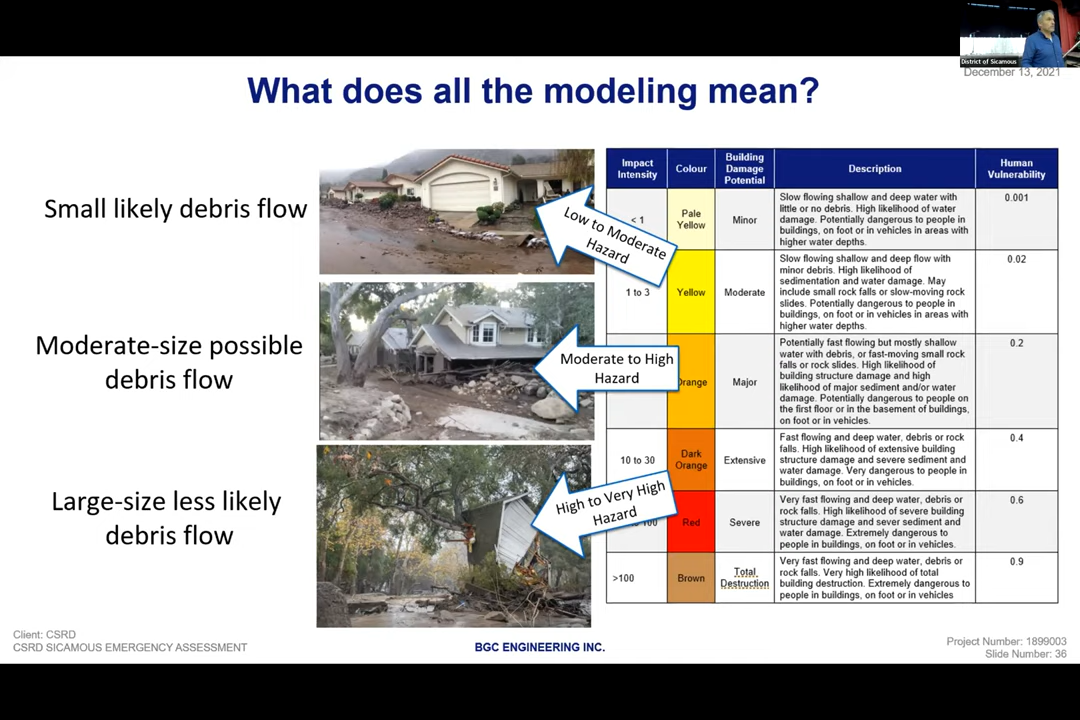 District of Sicamous
December 13, 2021
What does all the modeling mean?
Small likely debris flow
Moderate-size possible
debris flow
Large-size less likely
debris flow
Low to Moderate
Hazard
Moderate to High
Hazard
High to Very High
Hazard
Impact
Intensity
Colour
Building
Damage
Potential
Description
Human
Vulnerability
< 1
Pale
Yellow
Minor
Slow flowing shallow and deep water with
little or no debris. High likelihood of water
damage. Potentially dangerous to people in
buildings, on foot or in vehicles in areas with
higher water depths.
0.001
1 to 3
Yellow
Moderate
Slow flowing shallow and deep flow with
minor debris. High likelihood of
sedimentation and water damage. May
include small rock falls or slow-moving rock
slides. Potentially dangerous to people in
buildings, on foot or in vehicles in areas with
higher water depths.
0.02
Orange
Major
Potentially fast flowing but mostly shallow
water with debris, or fast-moving small rock
falls or rock slides. High likelihood of
building structure damage and high
likelihood of major sediment and/or water
damage. Potentially dangerous to people on
the first floor or in the basement of buildings,
on foot or in vehicles.
0.2
10 to 30
Dark
Orange
Extensive
Fast flowing and deep water, debris or rock
falls. High likelihood of extensive building
structure damage and severe sediment and
water damage. Very dangerous to people in
buildings, on foot or in vehicles.
0.4
100
Red
Severe
Very fast flowing and deep water, debris or
rock falls. High likelihood of severe building
structure damage and sever sediment and
water damage. Extremely dangerous to
people in buildings, on foot or in vehicles.
0.6
>100
Brown
Total
Destruction
Very fast flowing and deep water, debris or
rock falls. Very high likelihood of total
building destruction. Extremely dangerous to
people in buildings, on foot or in vehicles
0.9
Client: CSRD
CSRD SICAMOUS EMERGENCY ASSESSMENT
BGC ENGINEERING INC.
Project Number: 1899003
Slide Number: 36